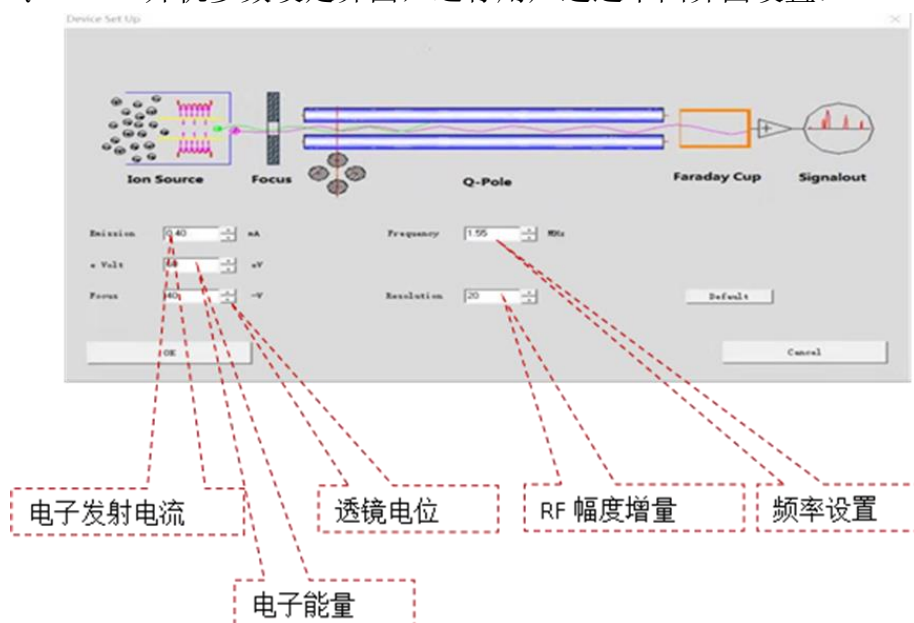 Device Set Up
Ion Source
Focus
Q-Pole
Faraday Cup
Signalout
Emission 0.40 mA
Frequency 1.55 MHz
e Volt eV
Focus 40 -V
Resolution 20
Default
OK
Cancel
电子发射电流
透镜电位
RF 幅度增量
频率设置
电子能量